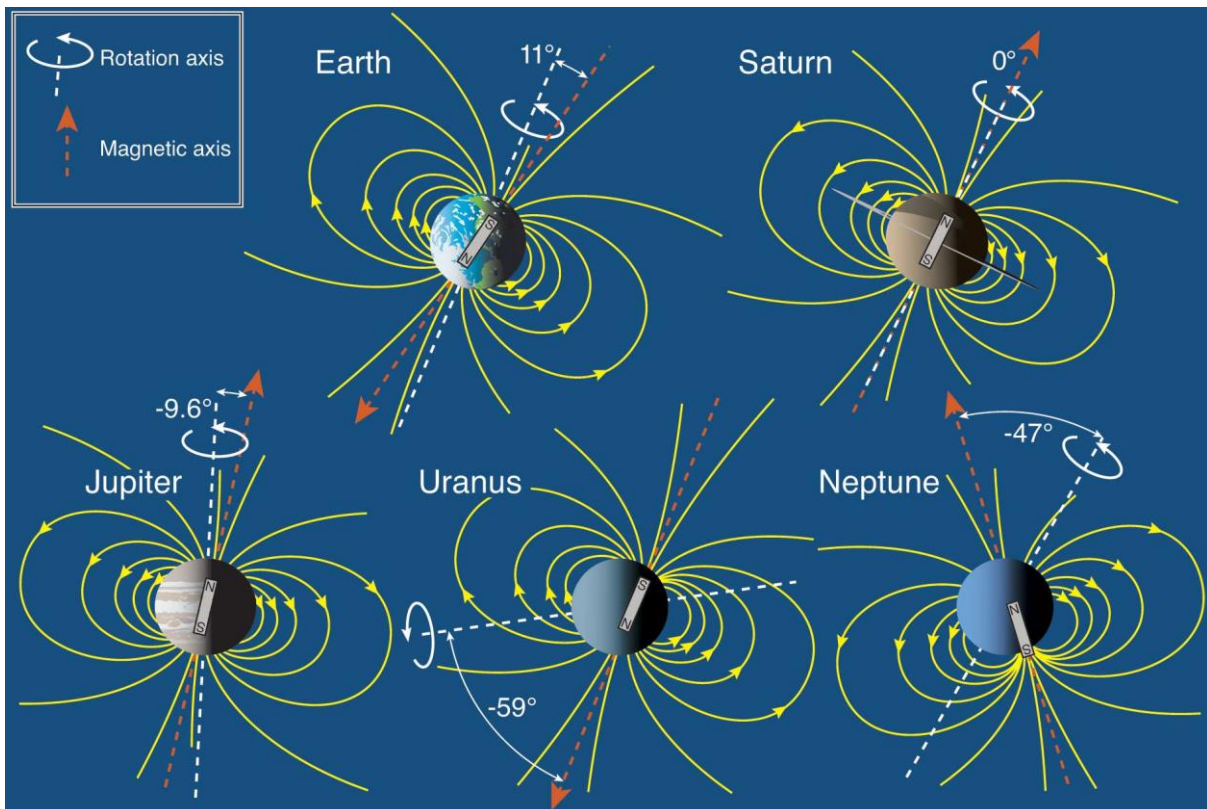 Rotation axis
Magnetic axis
Earth
11°
S
N
Saturn
0°
N
S
Jupiter
-9.6°
N
S
Uranus
-59°
S
N
Neptune
-47°
N
S